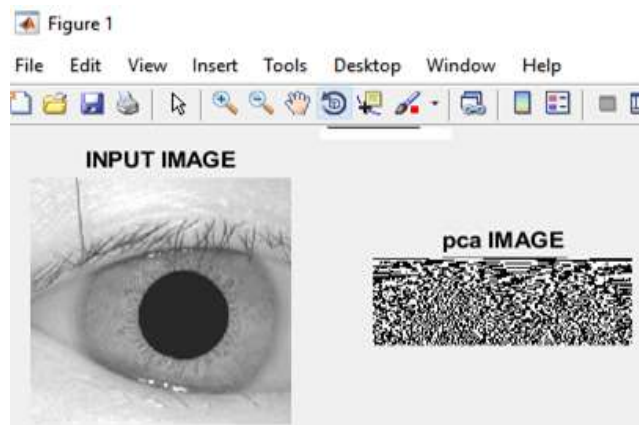 Figure 1
File Edit View Insert Tools Desktop Window Help
INPUT IMAGE
pca IMAGE